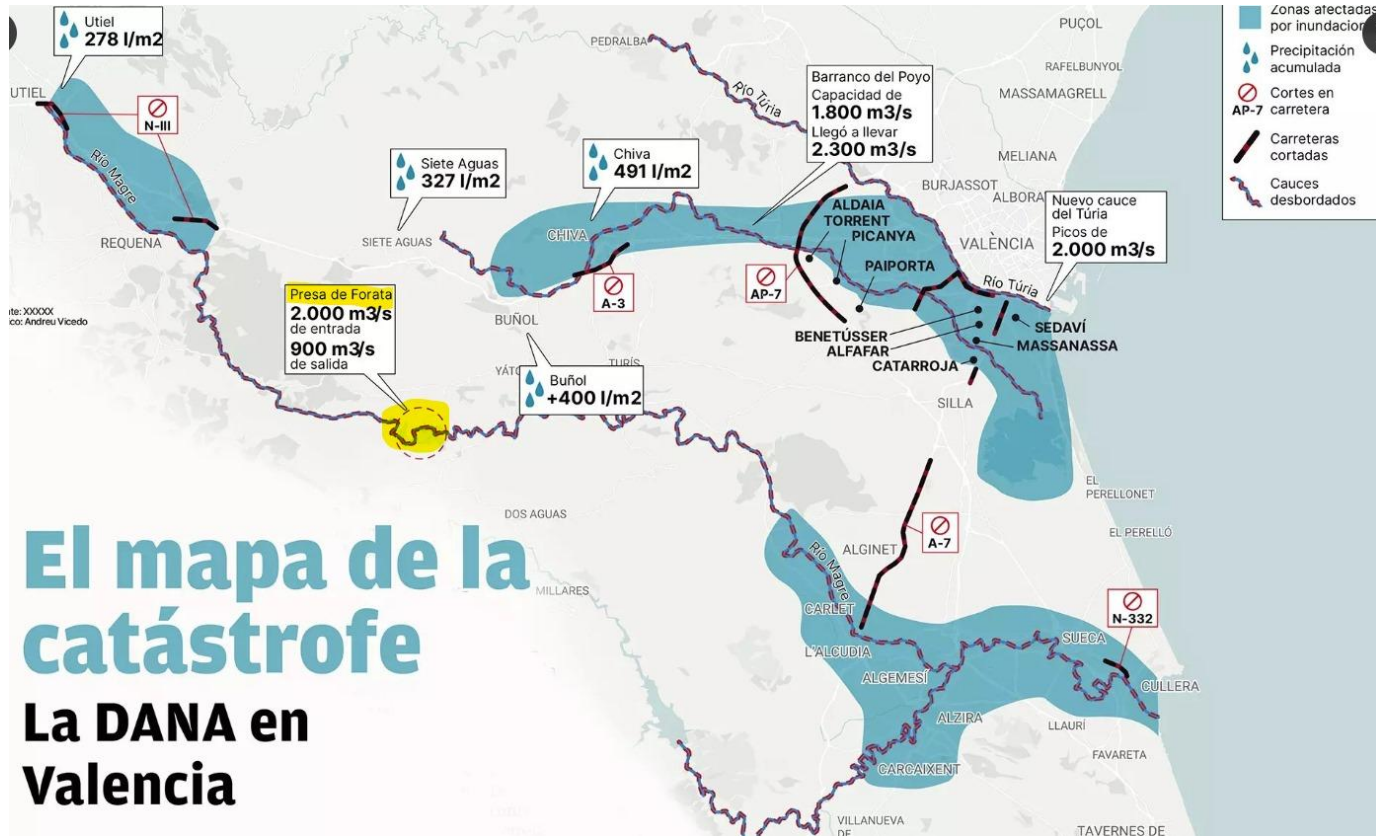 Utiel
278 l/m2
UTIEL
N-III
Río Magre
REQUENA
PEDRALBA
Río Túria
Siete Aguas
327 l/m2
SIETE AGUAS
Chiva
491 l/m2
CHIVA
A-3
Barranco del Poyo
Capacidad de
1.800 m3/s
Llegó a llevar
2.300 m3/s
PUÇOL
RAFELBUNYOL
MASSAMAGRELL
MELIANA
BURJASSOT
ALBORA
VALÈNCIA
Nuevo cauce
del Túria
Picos de
2.000 m3/s
Río Túria
ALDAIA
TORRENT
PICANYA
PAIPORTA
AP-7
BENETÚSSER
ALFAFAR
CATARROJA
SEDAVÍ
MASSANASSA
SILLA
Zonas afectadas
por inundacion
Precipitación
acumulada
Cortes en
AP-7 carretera
Carreteras
cortadas
Cauces
desbordados
te: XXXXX
ico: Andreu Vicedo
Presa de Forata
2.000 m3/s
de entrada
900 m3/s
de salida
BUÑOL
YÁTO
TURÍS
Buñol
+400 l/m2
EL
PERELLONET
EL PERELLÓ
DOS AGUAS
MILLARES
ALGINET
A-7
Río Magre
CARLET
L'ALCUDIA
ALGEMESÍ
ALZIRA
CARCAIXENT
SUECA
N-332
CULLERA
LLAURÍ
FAVARETA
VILLANUEVA
DE
TAVERNES DE
El mapa de la
catástrofe
La DANA en
Valencia